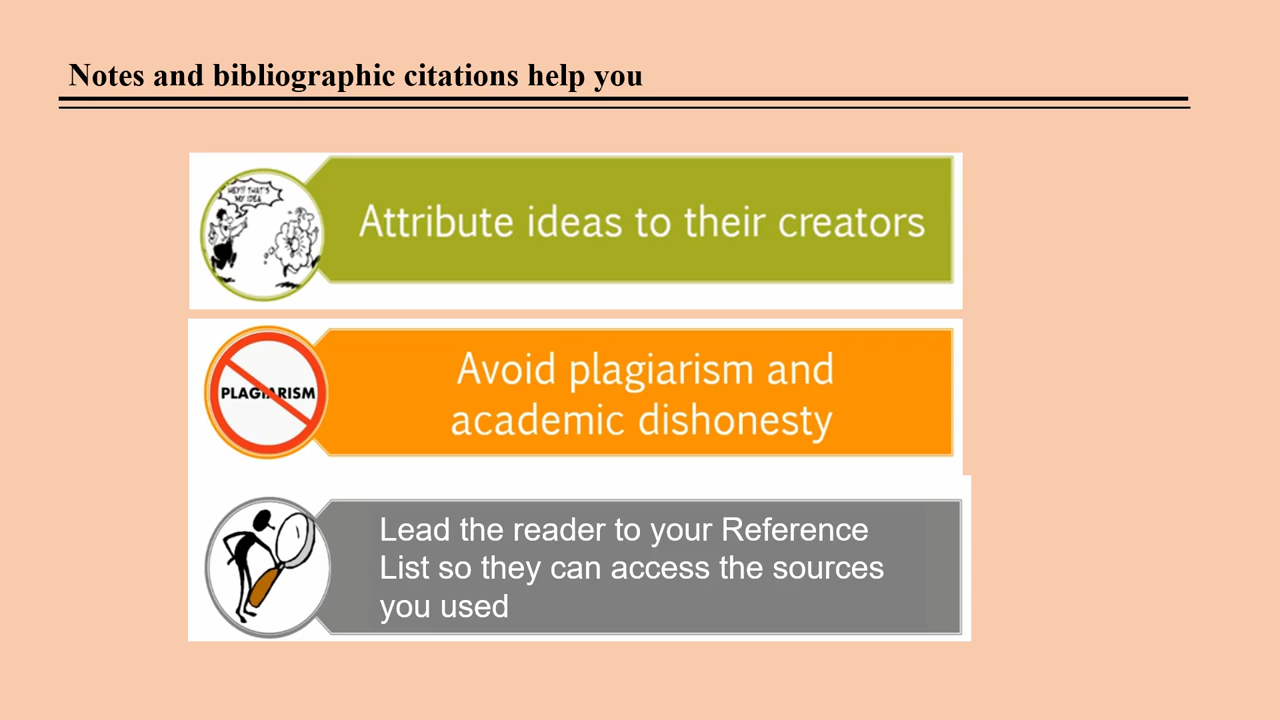 Notes and bibliographic citations help you
HEY!! THAT'S
MY IDEA
Attribute ideas to their creators
PLAGIARISM
Avoid plagiarism and
academic dishonesty
Lead the reader to your Reference
List so they can access the sources
you used